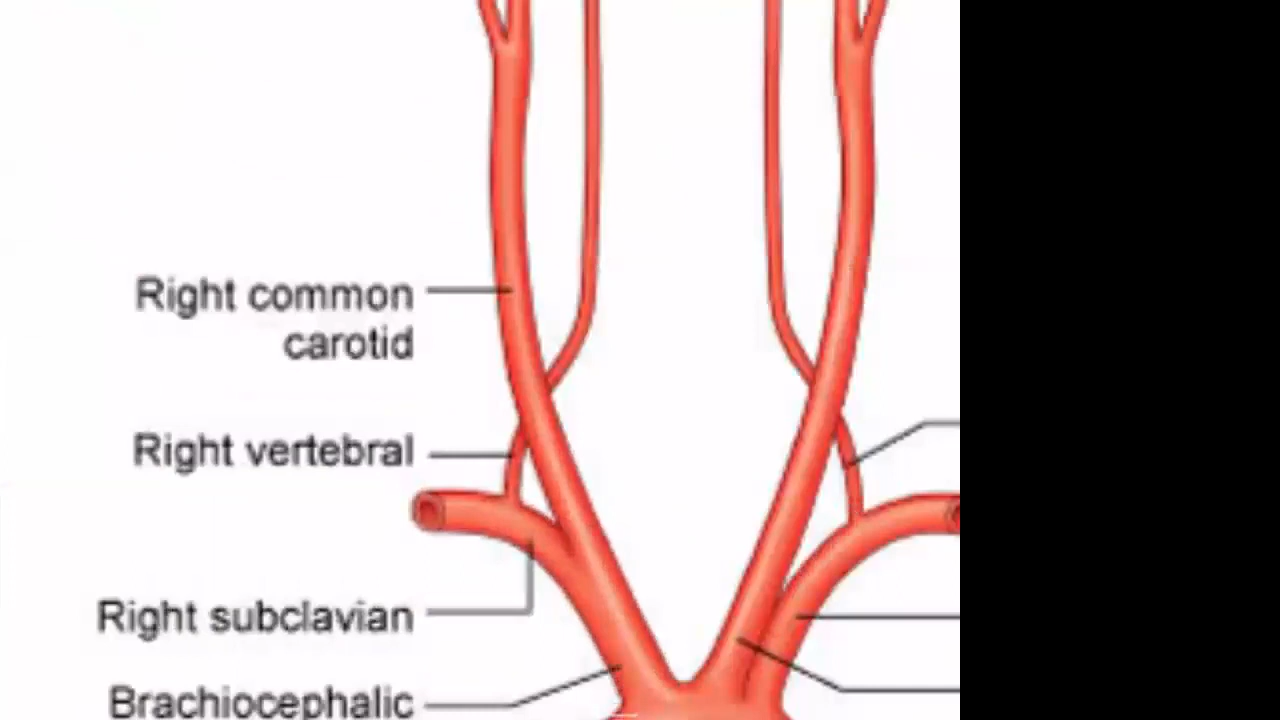 Right common
carotid
Right vertebral
Right subclavian
Brachiocephalic